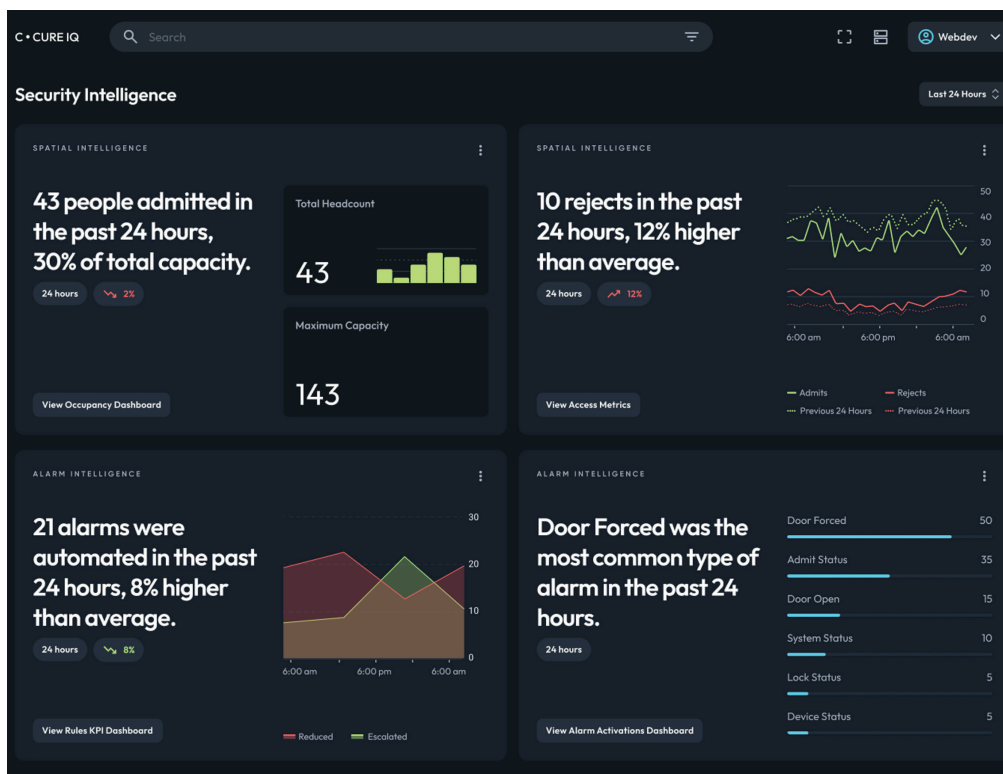 C•CURE IQ
Search
Webdev
Security Intelligence
Last 24 Hours
SPATIAL INTELLIGENCE
43 people admitted in
the past 24 hours,
30% of total capacity.
24 hours
2%
Total Headcount
43
Maximum Capacity
143
View Occupancy Dashboard
SPATIAL INTELLIGENCE
10 rejects in the past
24 hours, 12% higher
than average.
24 hours
12%
50
40
30
20
10
0
6:00 am
6:00 pm
6:00 am
Admits
Rejects
Previous 24 Hours
Previous 24 Hours
View Access Metrics
ALARM INTELLIGENCE
21 alarms were
automated in the past
24 hours, 8% higher
than average.
24 hours
8%
30
20
10
0
6:00 am
6:00 pm
6:00 am
Reduced
Escalated
View Rules KPI Dashboard
ALARM INTELLIGENCE
Door Forced was the
most common type of
alarm in the past 24
hours.
24 hours
Door Forced 50
Admit Status 35
Door Open 15
System Status 10
Lock Status 5
Device Status 5
View Alarm Activations Dashboard